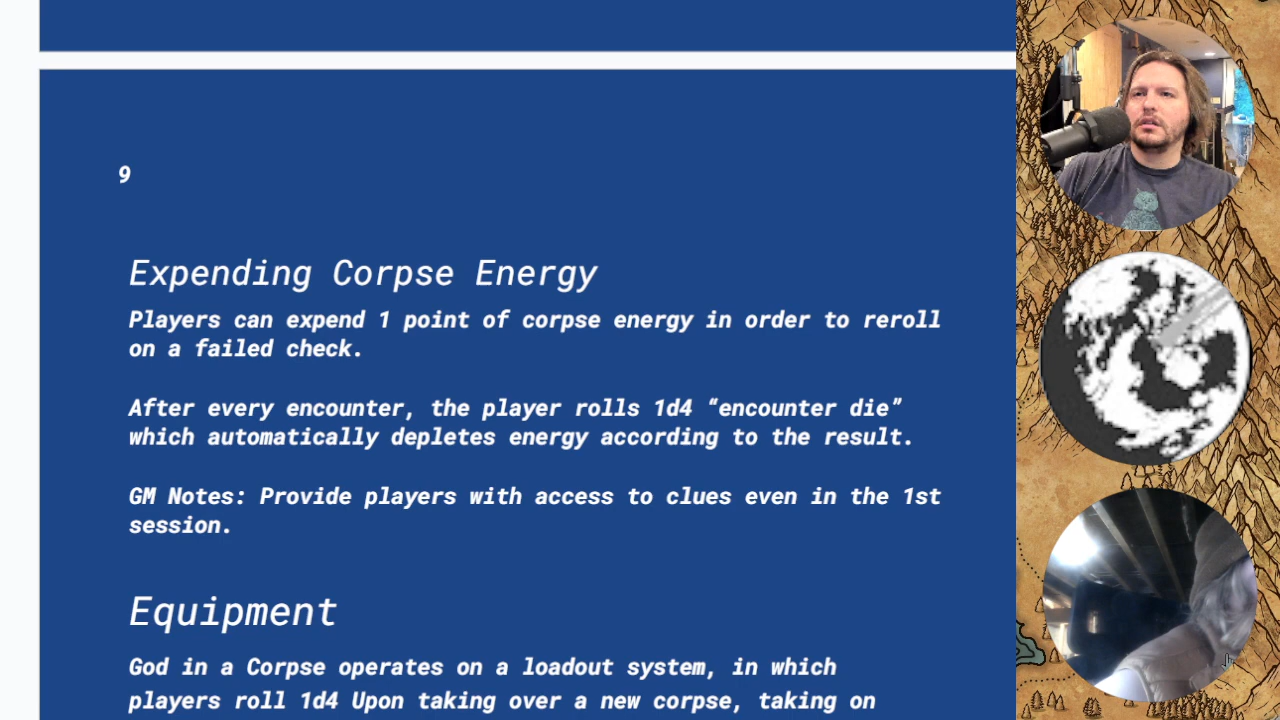 9
Expending Corpse Energy
Players can expend 1 point of corpse energy in order to reroll
on a failed check.
After every encounter, the player rolls 1d4 “encounter die”
which automatically depletes energy according to the result.
GM Notes: Provide players with access to clues even in the 1st
session.
Equipment
God in a Corpse operates on a loadout system, in which
players roll 1d4 Upon taking over a new corpse, taking on